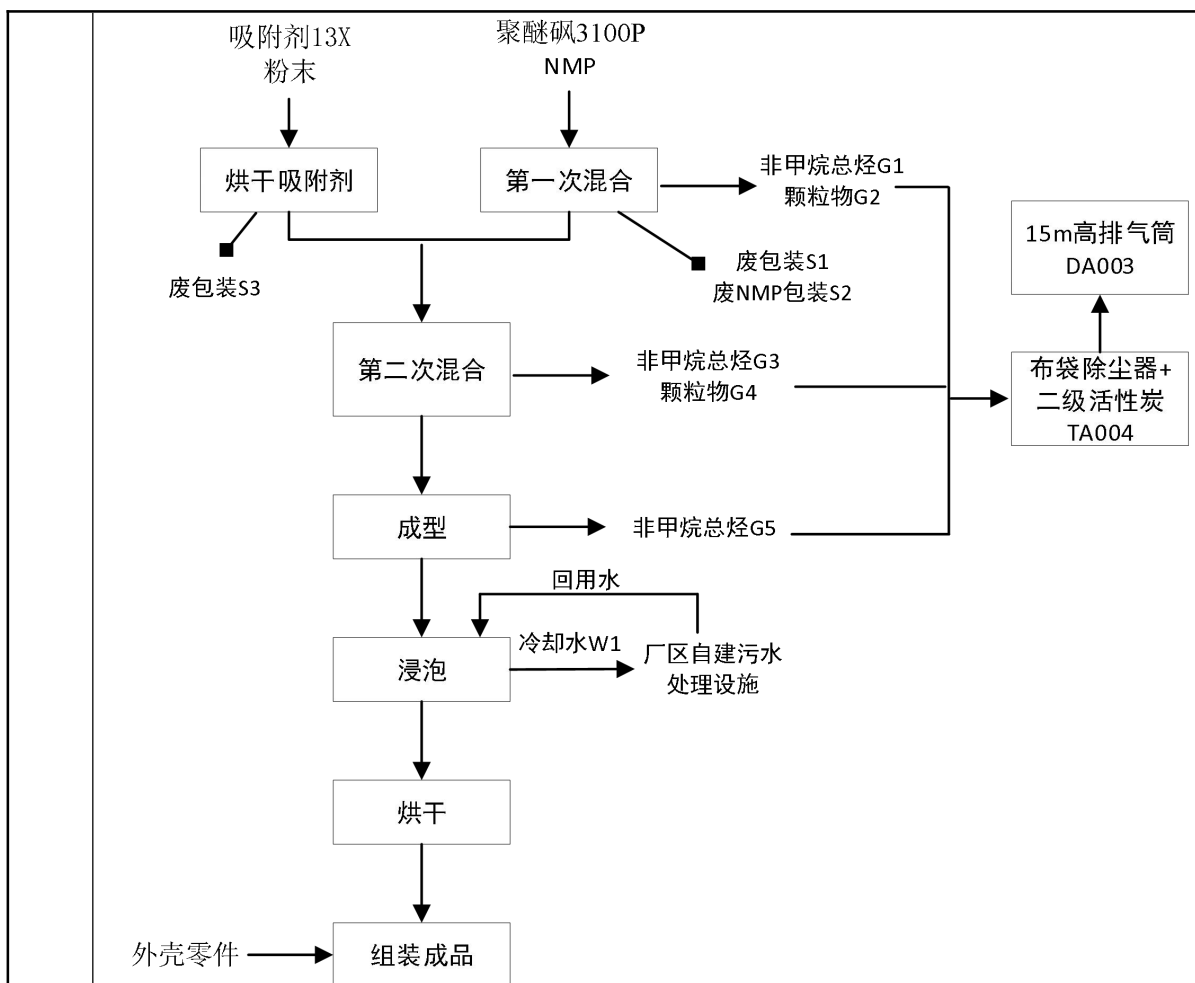 吸附剂13X
粉末
聚醚砜3100P
NMP
烘干吸附剂
第一次混合
非甲烷总烃G1
颗粒物G2
15m高排气筒
DA003
废包装S3
废包装S1
废NMP包装S2
第二次混合
非甲烷总烃G3
颗粒物G4
布袋除尘器+
二级活性炭
TA004
成型
非甲烷总烃G5
回用水
浸泡
冷却水W1
厂区自建污水
处理设施
烘干
外壳零件
组装成品